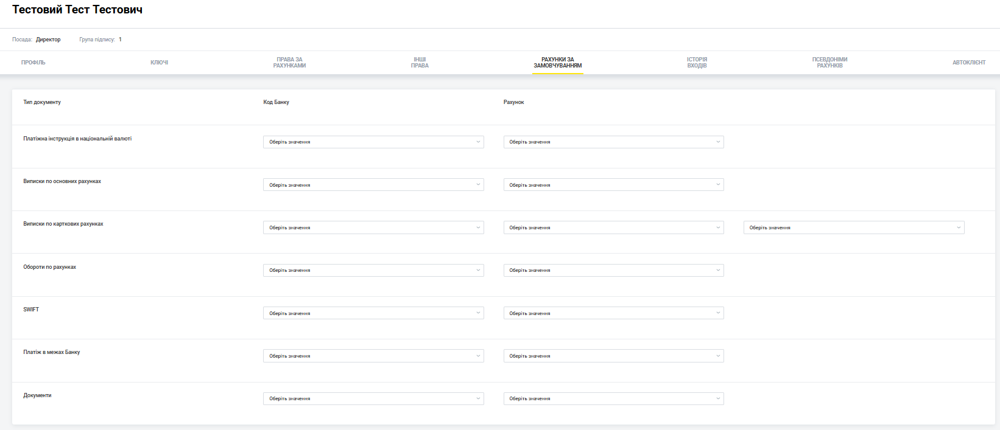 Тестовий Тест Тестович
Посада: Директор Група підпису: 1
ПРОФІЛЬ
КЛЮЧІ
ПРАВА ЗА
РАХУНКАМИ
ІНШІ
ПРАВА
РАХУНКИ ЗА
ЗАМОВЧУВАННЯМ
ІСТОРІЯ
ВХОДІВ
ПСЕВДОНІМИ
РАХУНКІВ
АВТОКЛІЄНТ
Тип документу Код Банку Рахунок
Платіжна інструкція в національній валюті Оберіть значення Оберіть значення
Виписки по основних рахунках Оберіть значення Оберіть значення
Виписки по карткових рахунках Оберіть значення Оберіть значення Оберіть значення
Обороти по рахунках Оберіть значення Оберіть значення
SWIFT Оберіть значення Оберіть значення
Платіж в межах Банку Оберіть значення Оберіть значення
Документи Оберіть значення Оберіть значення